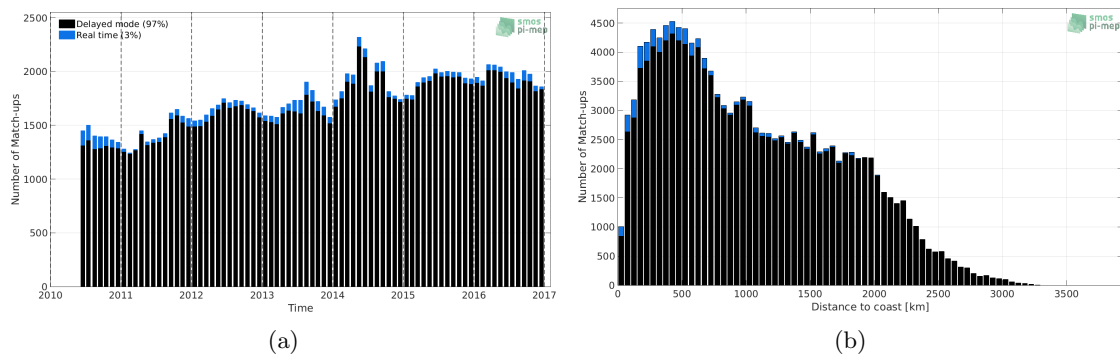 Delayed mode (97%)
Real time (3%)
smos
pi-mep
Number of Match-ups
2500
2000
1500
1000
500
0
2010 2011 2012 2013 2014 2015 2016 2017
Time
(a)
smos
pi-mep
Number of Match-ups
4500
4000
3500
3000
2500
2000
1500
1000
500
0
0 500 1000 1500 2000 2500 3000 3500
Distance to coast [km]
(b)